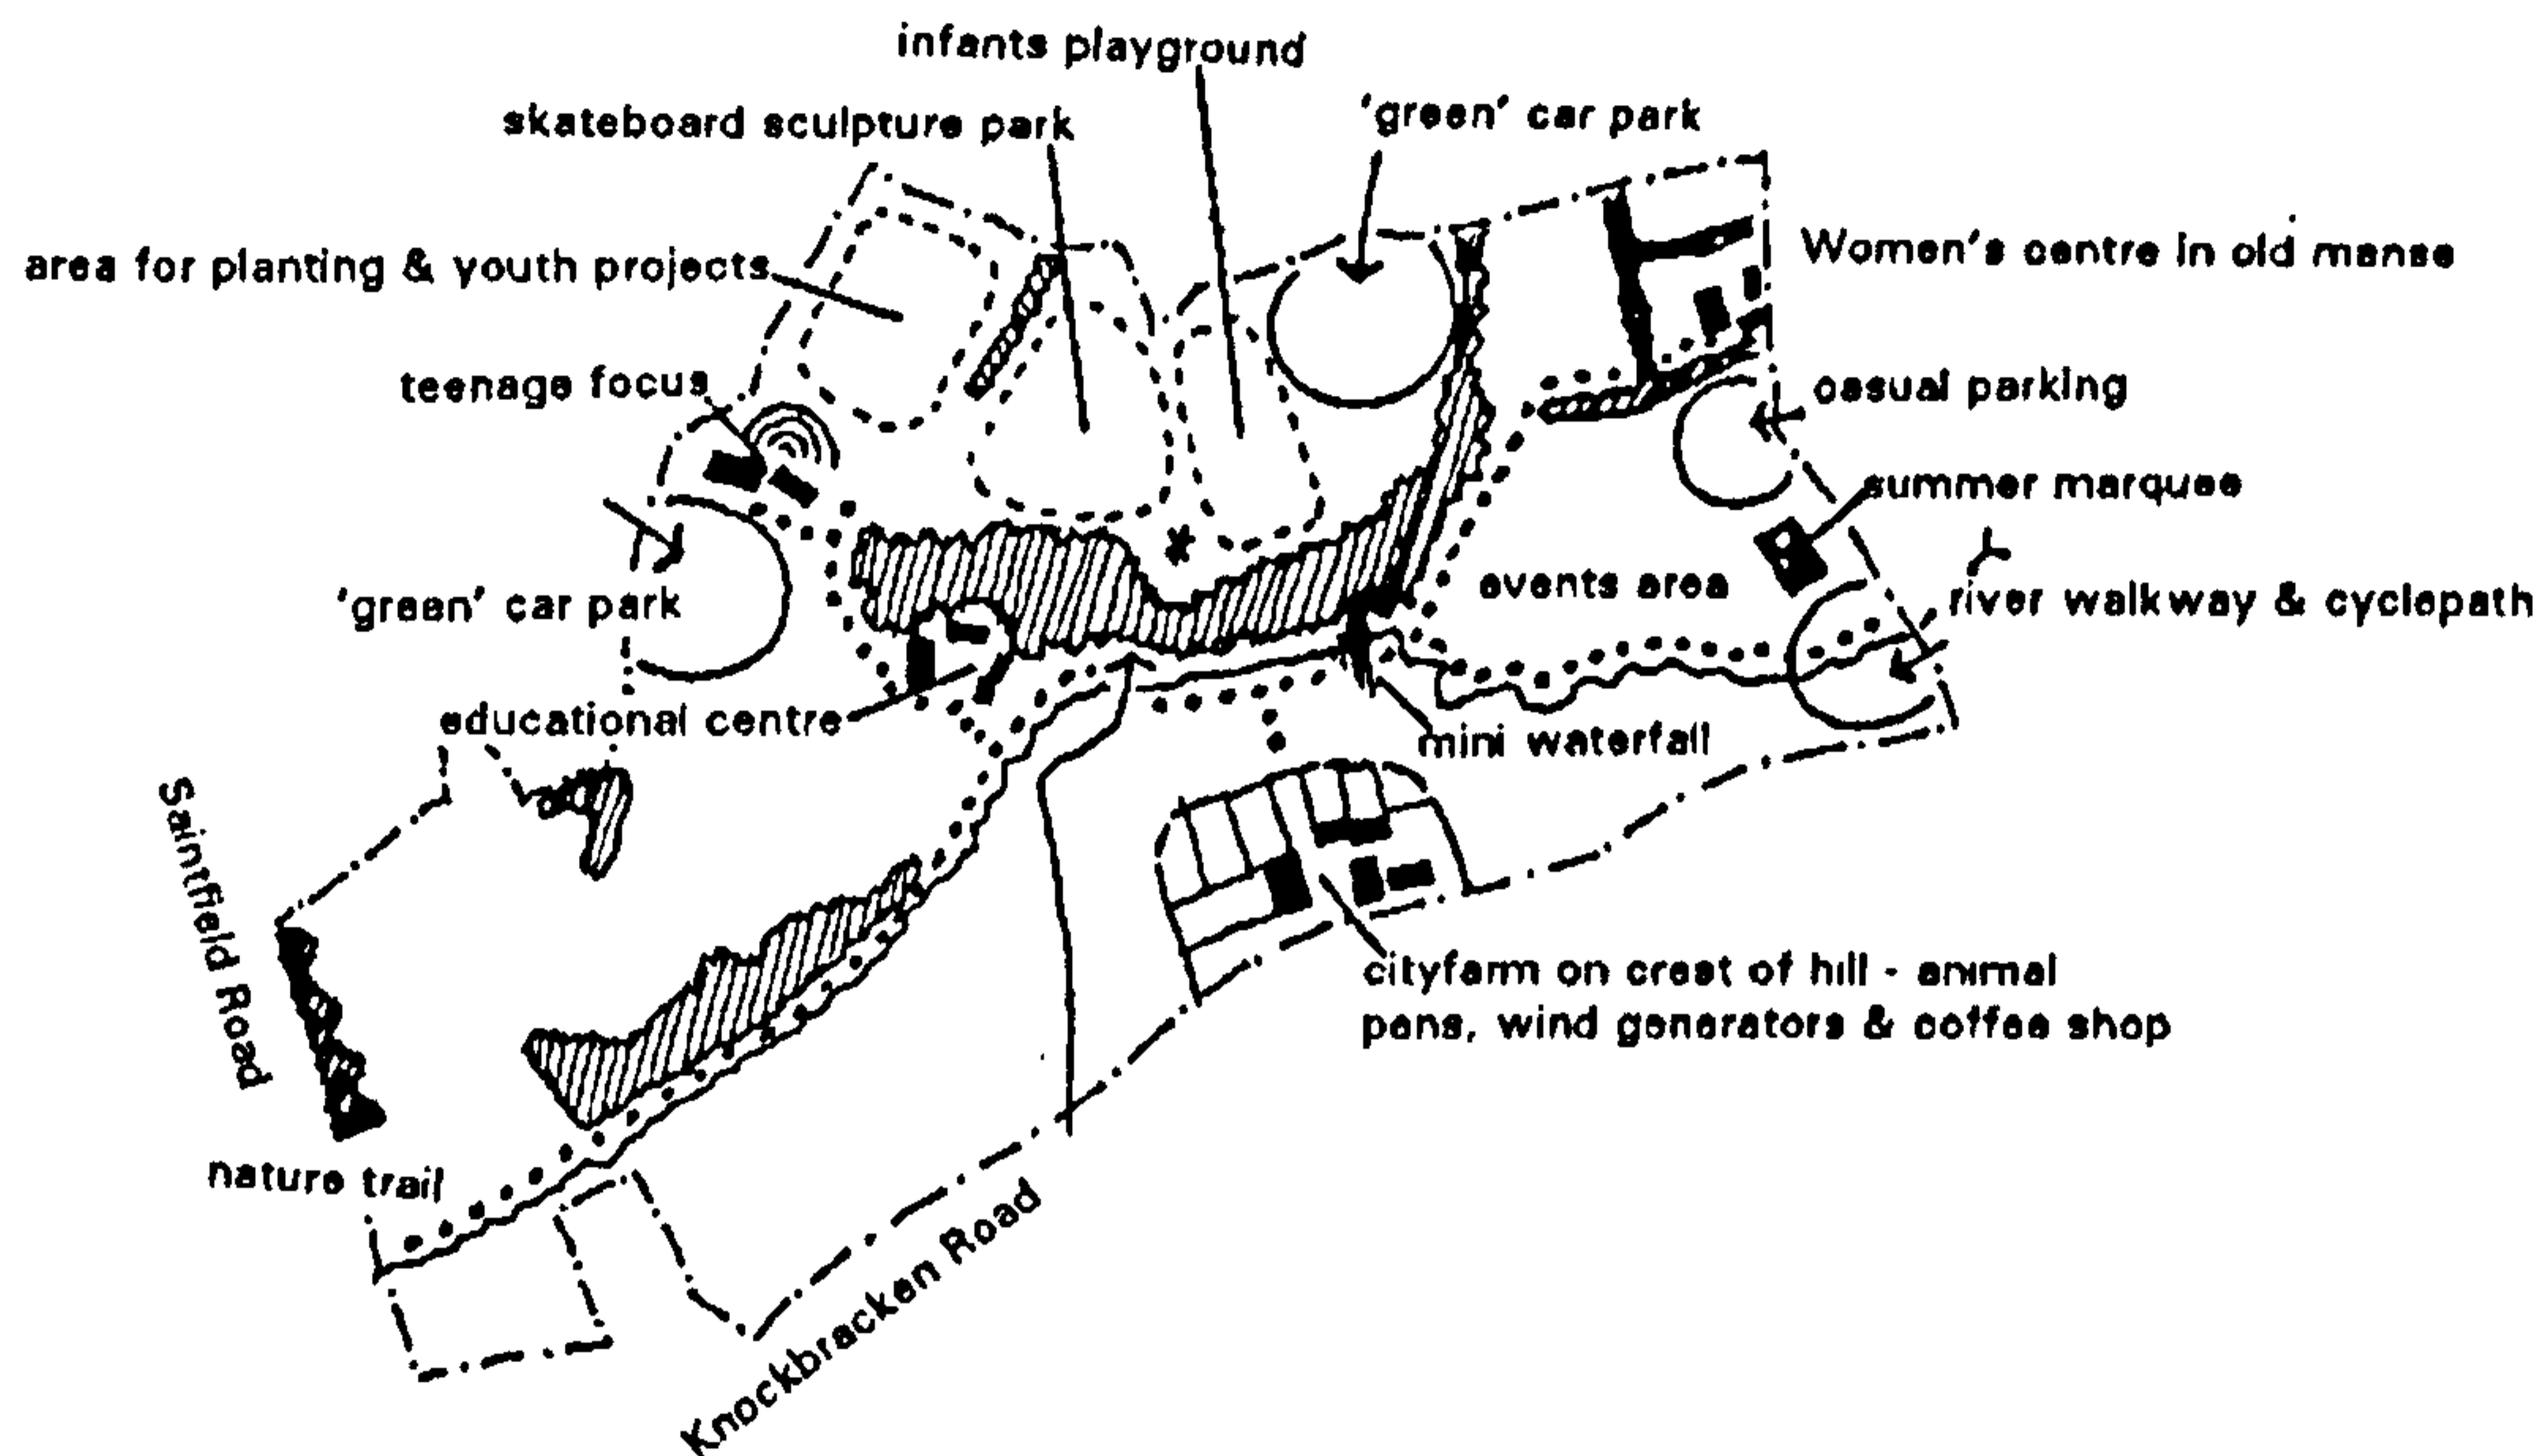 infants playground
skateboard sculpture park
'green' car park
area for planting & youth projects
Women's centre in old manse
teenage focus
casual parking
summer marquee
events area
'green' car park
river walkway & cyclepath
educational centre
mini waterfall
Saintfield Road
cityfarm on crest of hill - animal
pens, wind generators & coffee shop
nature trail
Knockbracken Road